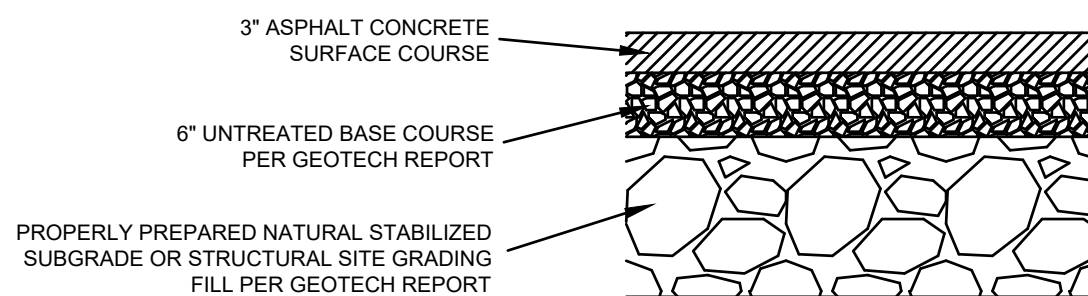 3" ASPHALT CONCRETE
SURFACE COURSE
6" UNTREATED BASE COURSE
PER GEOTECH REPORT
PROPERLY PREPARED NATURAL STABILIZED
SUBGRADE OR STRUCTURAL SITE GRADING
FILL PER GEOTECH REPORT